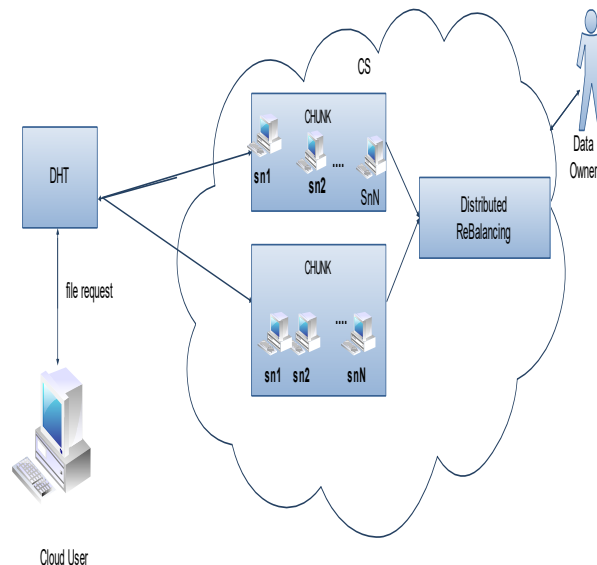 CS
DHT
CHUNK
sn1
sn2
....
SnN
Data
Owner
Distributed
ReBalancing
CHUNK
....
sn1 sn2 snN
file request
Cloud User